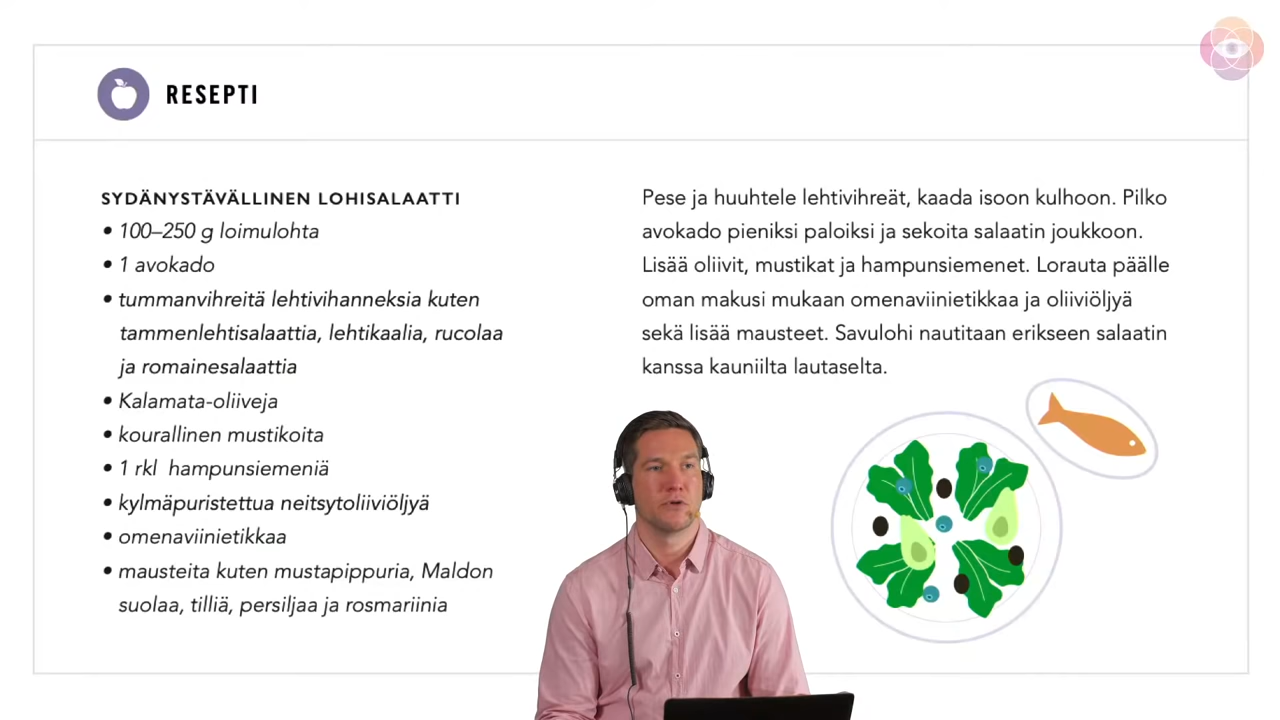 RESEPTI
SYDÄNYSTÄVÄLLINEN LOHISALAATTI
• 100–250 g loimulohta
• 1 avokado
• tummanvihreitä lehtivihanneksia kuten
tammenlehtisalaattia, lehtikaalia, rucolaa
ja romainesalaattia
• Kalamata-oliiveja
• kourallinen mustikoita
• 1 rkl hampunsiemeniä
• kylmäpuristettua neitsytoliiviöljyä
• omenaviinietikkaa
• mausteita kuten mustapippuria, Maldon
suolaa, tilliä, persiljaa ja rosmariinia
Pese ja huuhtele lehtivihreät, kaada isoon kulhoon. Pilko
avokado pieniksi paloiksi ja sekoita salaatin joukkoon.
Lisää oliivit, mustikat ja hampunsiemenet. Lorauta päälle
oman makusi mukaan omenaviinietikkaa ja oliiviöljyä
sekä lisää mausteet. Savulohi nautitaan erikseen salaatin
kanssa kauniilta lautaselta.